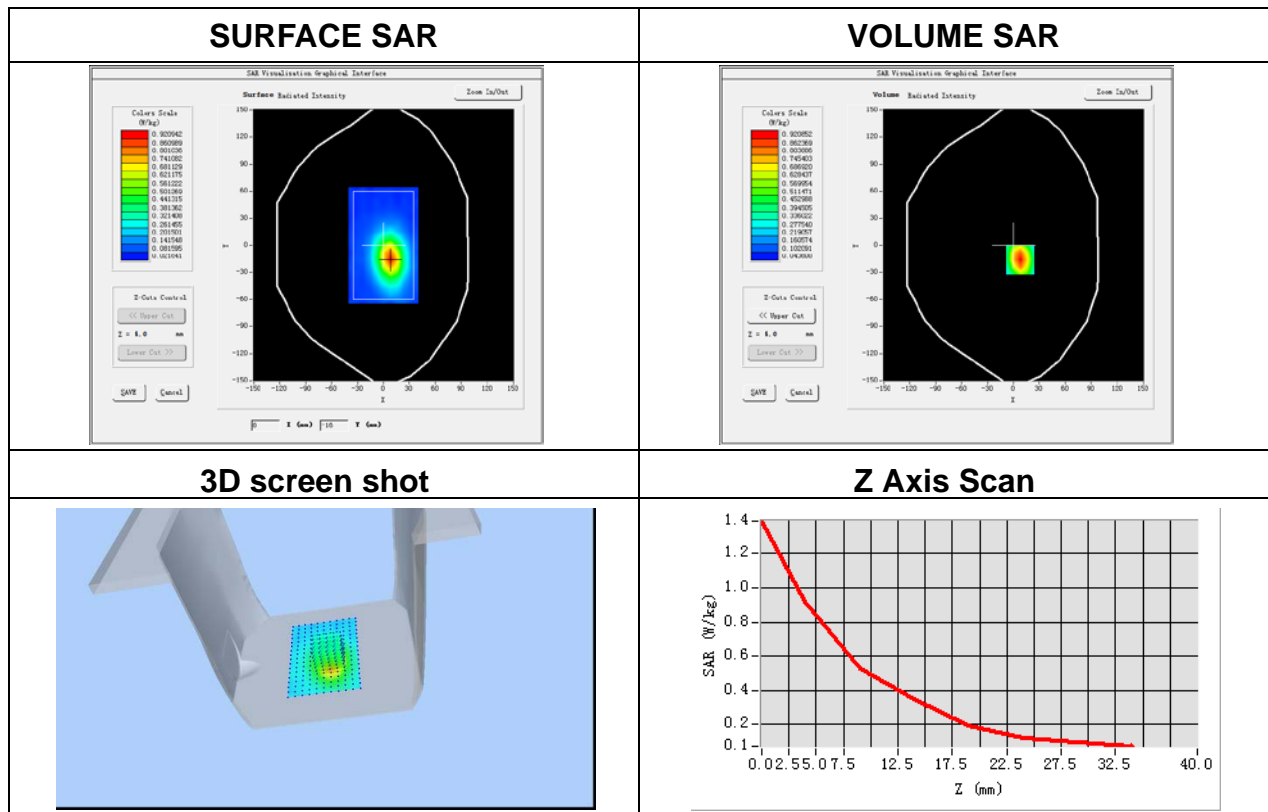 SURFACE SAR
SAR Visualisation Graphical Interface
Surface Radiated Intensity
Zoom In/Out
Colors Scale
(W/kg)
0.920942
0.860989
0.801036
0.741082
0.681129
0.621175
0.561222
0.501269
0.441315
0.381362
0.321408
0.261455
0.201501
0.141548
0.081595
0.021641
Z-Cuts Control
<< Upper Cut
Z = 4.0 mm
Lower Cut >>
SAVE Cancel
150
120
90
60
30
0
-30
-60
-90
-120
-150
Y
-150 -120 -90 -60 -30 0 30 60 90 120 150
X
X (mm) -16 Y (mm)
VOLUME SAR
SAR Visualisation Graphical Interface
Volume Radiated Intensity
Zoom In/Out
Colors Scale
(W/kg)
0.920852
0.862369
0.803886
0.745403
0.686920
0.628437
0.569954
0.511471
0.452988
0.394505
0.336022
0.277540
0.219057
0.160574
0.102091
0.043608
Z-Cuts Control
<< Upper Cut
Z = 4.0 mm
Lower Cut >>
SAVE Cancel
150
120
90
60
30
0
-30
-60
-90
-120
-150
Y
-150 -120 -90 -60 -30 0 30 60 90 120 150
X
3D screen shot
Z Axis Scan
1.4
1.2
1.0
0.8
0.6
0.4
0.2
0.1
SAR (W/kg)
0.0 2.5 5.0 7.5 12.5 17.5 22.5 27.5 32.5 40.0
Z (mm)